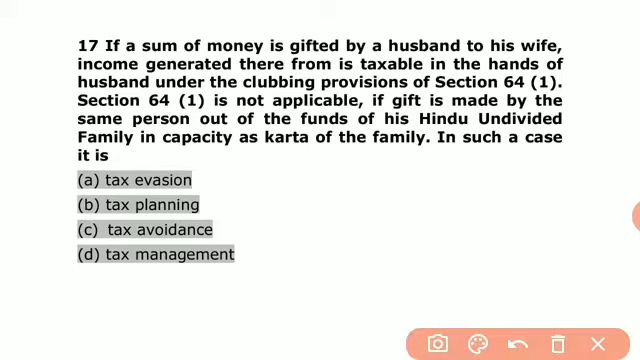 17 If a sum of money is gifted by a husband to his wife,
income generated there from is taxable in the hands of
husband under the clubbing provisions of Section 64 (1).
Section 64 (1) is not applicable, if gift is made by the
same person out of the funds of his Hindu Undivided
Family in capacity as karta of the family. In such a case
it is
(a) tax evasion
(b) tax planning
(c) tax avoidance
(d) tax management